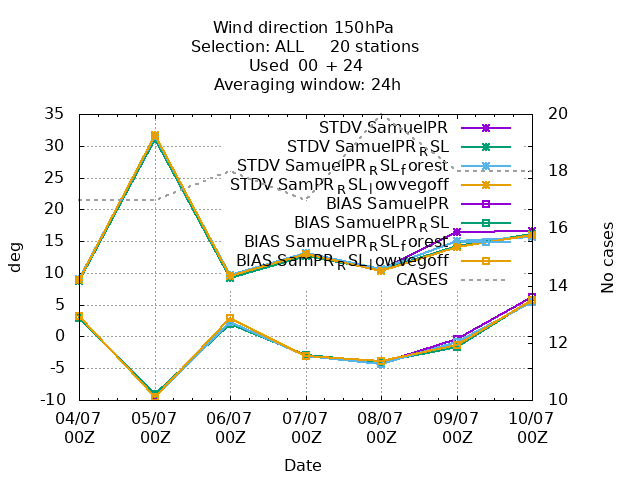 Wind direction 150hPa
Selection: ALL 20 stations
Used 00 + 24
Averaging window: 24h
35 20
30 18
25 16
20 14
15 12
10 10
5
0
-5
-10
deg
No cases
STDV SamuelPR
STDV SamuelPR_RSL
STDV SamuelPR_RSL_forest
STDV SamPR_RSL_lowvegoff
BIAS SamuelPR
BIAS SamuelPR_RSL
BIAS SamuelPR_RSL_forest
BIAS SamPR_RSL_lowvegoff
CASES
04/07 05/07 06/07 07/07 08/07 09/07 10/07
00Z 00Z 00Z 00Z 00Z 00Z 00Z
Date